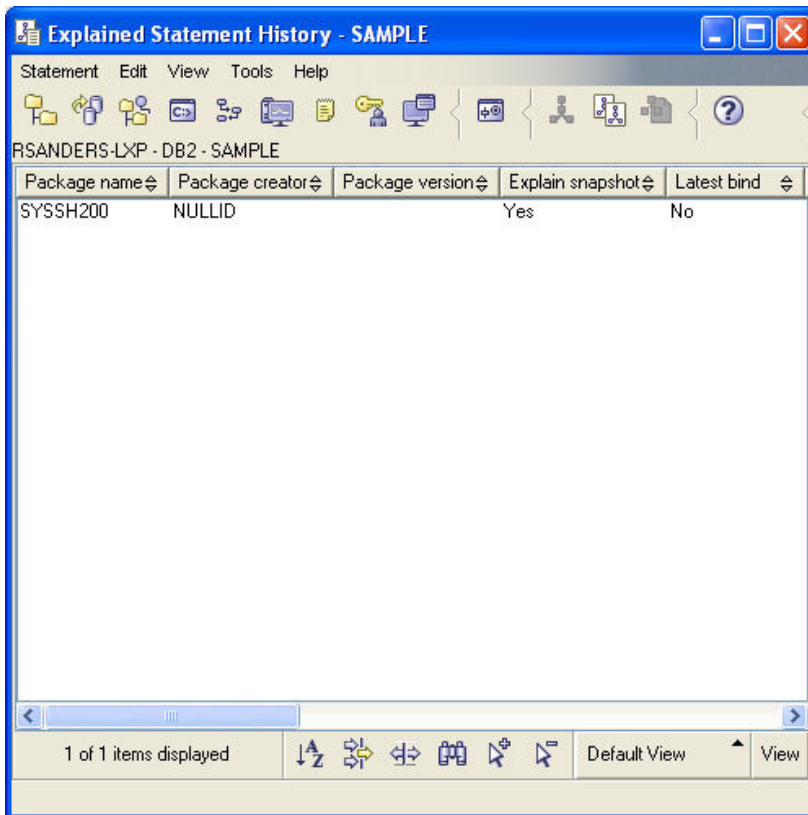 Explained Statement History - SAMPLE
Statement Edit View Tools Help
RSANDERS-LXP - DB2 - SAMPLE
Package name Package creator Package version Explain snapshot Latest bind
SYSSH200 NULLID Yes No
1 of 1 items displayed Default View View